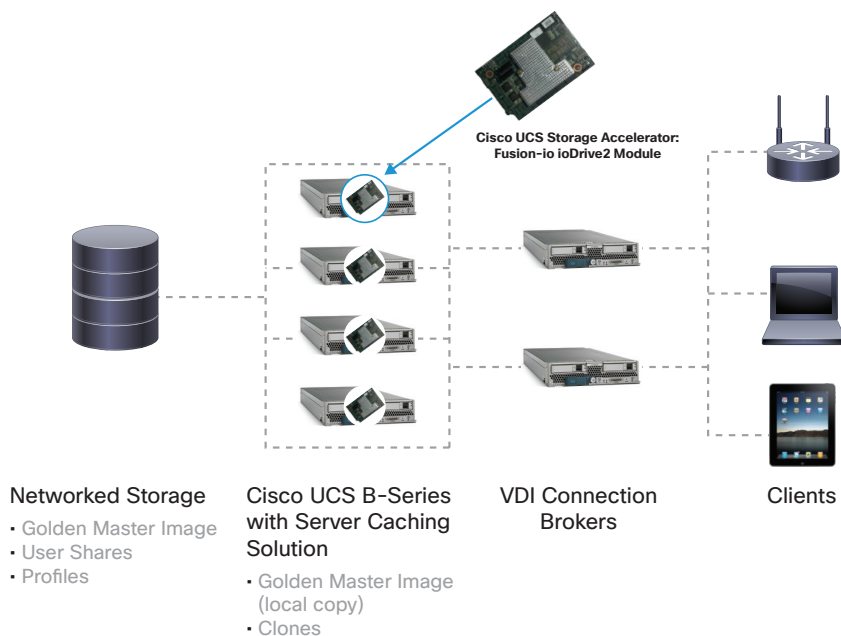 Cisco UCS Storage Accelerator:
Fusion-io ioDrive2 Module
Networked Storage
• Golden Master Image
• User Shares
• Profiles
Cisco UCS B-Series
with Server Caching
Solution
• Golden Master Image
(local copy)
• Clones
VDI Connection
Brokers
Clients